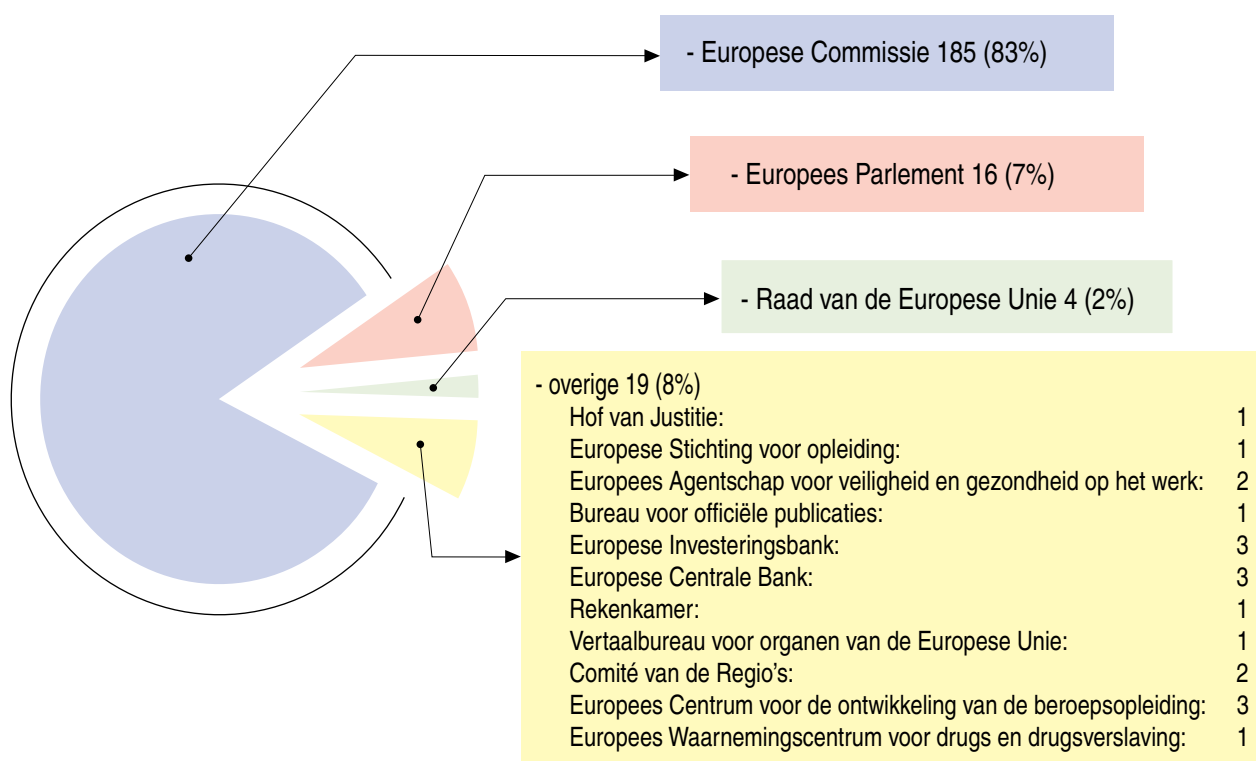 - Europese Commissie 185 (83%)
- Europees Parlement 16 (7%)
- Raad van de Europese Unie 4 (2%)
- overige 19 (8%)
Hof van Justitie: 1
Europese Stichting voor opleiding: 1
Europees Agentschap voor veiligheid en gezondheid op het werk: 2
Bureau voor officiële publicaties: 1
Europese Investeringsbank: 3
Europese Centrale Bank: 3
Rekenkamer: 1
Vertaalbureau voor organen van de Europese Unie: 1
Comité van de Regio's: 2
Europees Centrum voor de ontwikkeling van de beroepsopleiding: 3
Europees Waarnemingscentrum voor drugs en drugsverslaving: 1